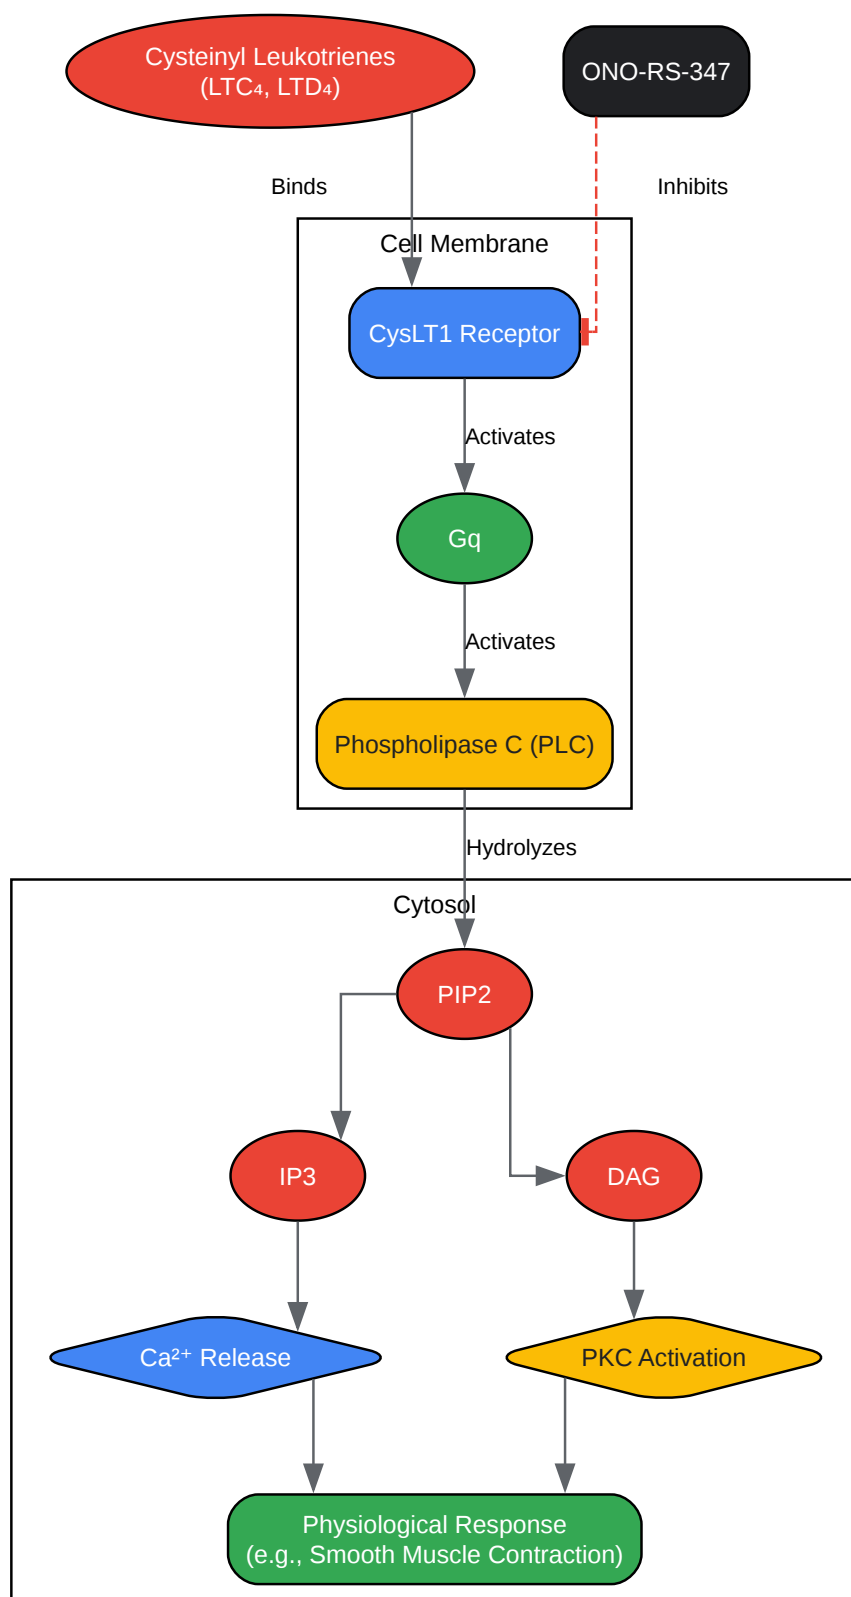 Cysteinyl Leukotrienes
(LTC₄, LTD₄)
ONO-RS-347
Binds
Inhibits
Cell Membrane
CysLT1 Receptor
Activates
Gq
Activates
Phospholipase C (PLC)
Hydrolyzes
Cytosol
PIP2
IP3
DAG
Ca²⁺ Release
PKC Activation
Physiological Response
(e.g., Smooth Muscle Contraction)